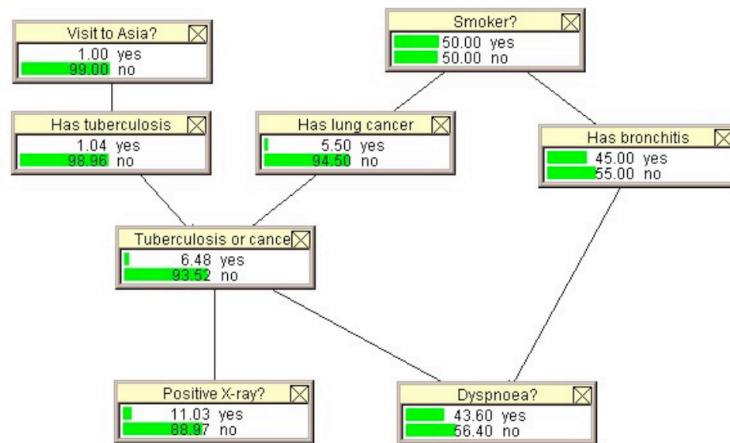 Visit to Asia?
1.00 yes
99.00 no
Smoker?
50.00 yes
50.00 no
Has tuberculosis
1.04 yes
98.96 no
Has lung cancer
5.50 yes
94.50 no
Has bronchitis
45.00 yes
55.00 no
Tuberculosis or cance
6.48 yes
93.52 no
Positive X-ray?
11.03 yes
88.97 no
Dyspnoea?
43.60 yes
56.40 no